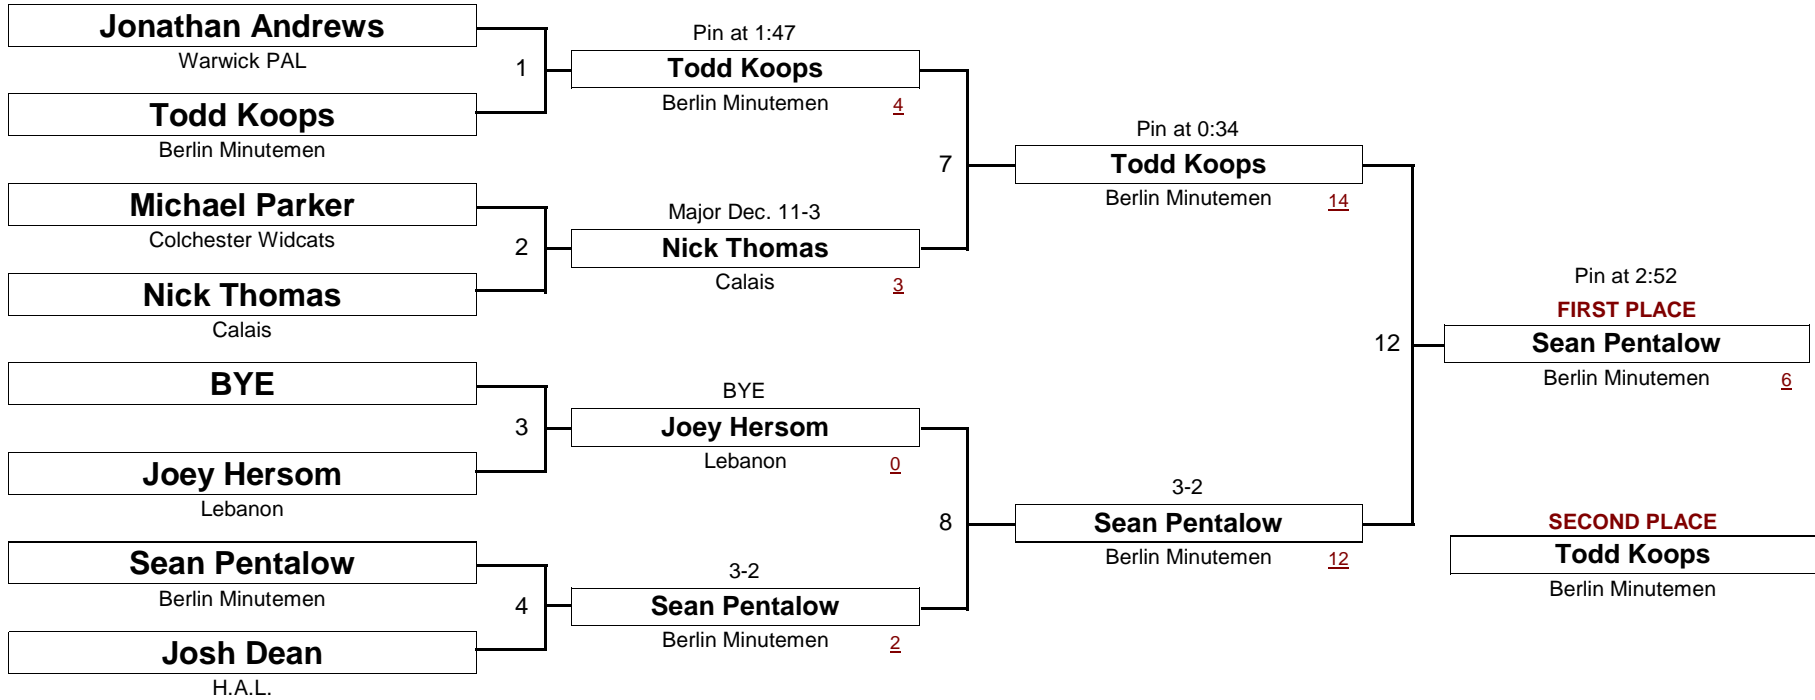 Jonathan Andrews
Warwick PAL
1
Todd Koops
Berlin Minutemen
Michael Parker
Colchester Widcats
2
Nick Thomas
Calais
BYE
3
Joey Hersom
Lebanon
Sean Pentalow
Berlin Minutemen
4
Josh Dean
H.A.L.
Pin at 1:47
Todd Koops
Berlin Minutemen 4
7
Major Dec. 11-3
Nick Thomas
Calais 3
BYE
Joey Hersom
Lebanon 0
8
3-2
Sean Pentalow
Berlin Minutemen 2
Pin at 0:34
Todd Koops
Berlin Minutemen 14
12
3-2
Sean Pentalow
Berlin Minutemen 12
Pin at 2:52
FIRST PLACE
Sean Pentalow
Berlin Minutemen 6
SECOND PLACE
Todd Koops
Berlin Minutemen